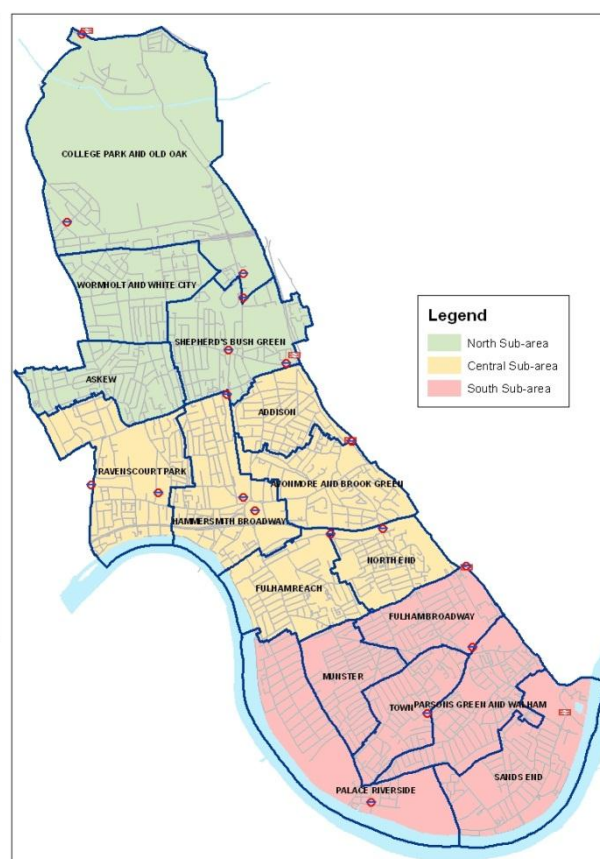 COLLEGE PARK AND OLD OAK
WORMHOLT AND WHITE CITY
SHEPHERD'S BUSH GREEN
ASKEW
Legend
North Sub-area
Central Sub-area
South Sub-area
ADDISON
RAVENSCOURT PARK
AVONMORE AND BROOK GREEN
HAMMERSMITH BROADWAY
NORTH END
FULHAM REACH
FULHAM BROADWAY
MUNSTER
TOWN
PARSONS GREEN AND WALHAM
SANDS END
PALACE RIVERSIDE